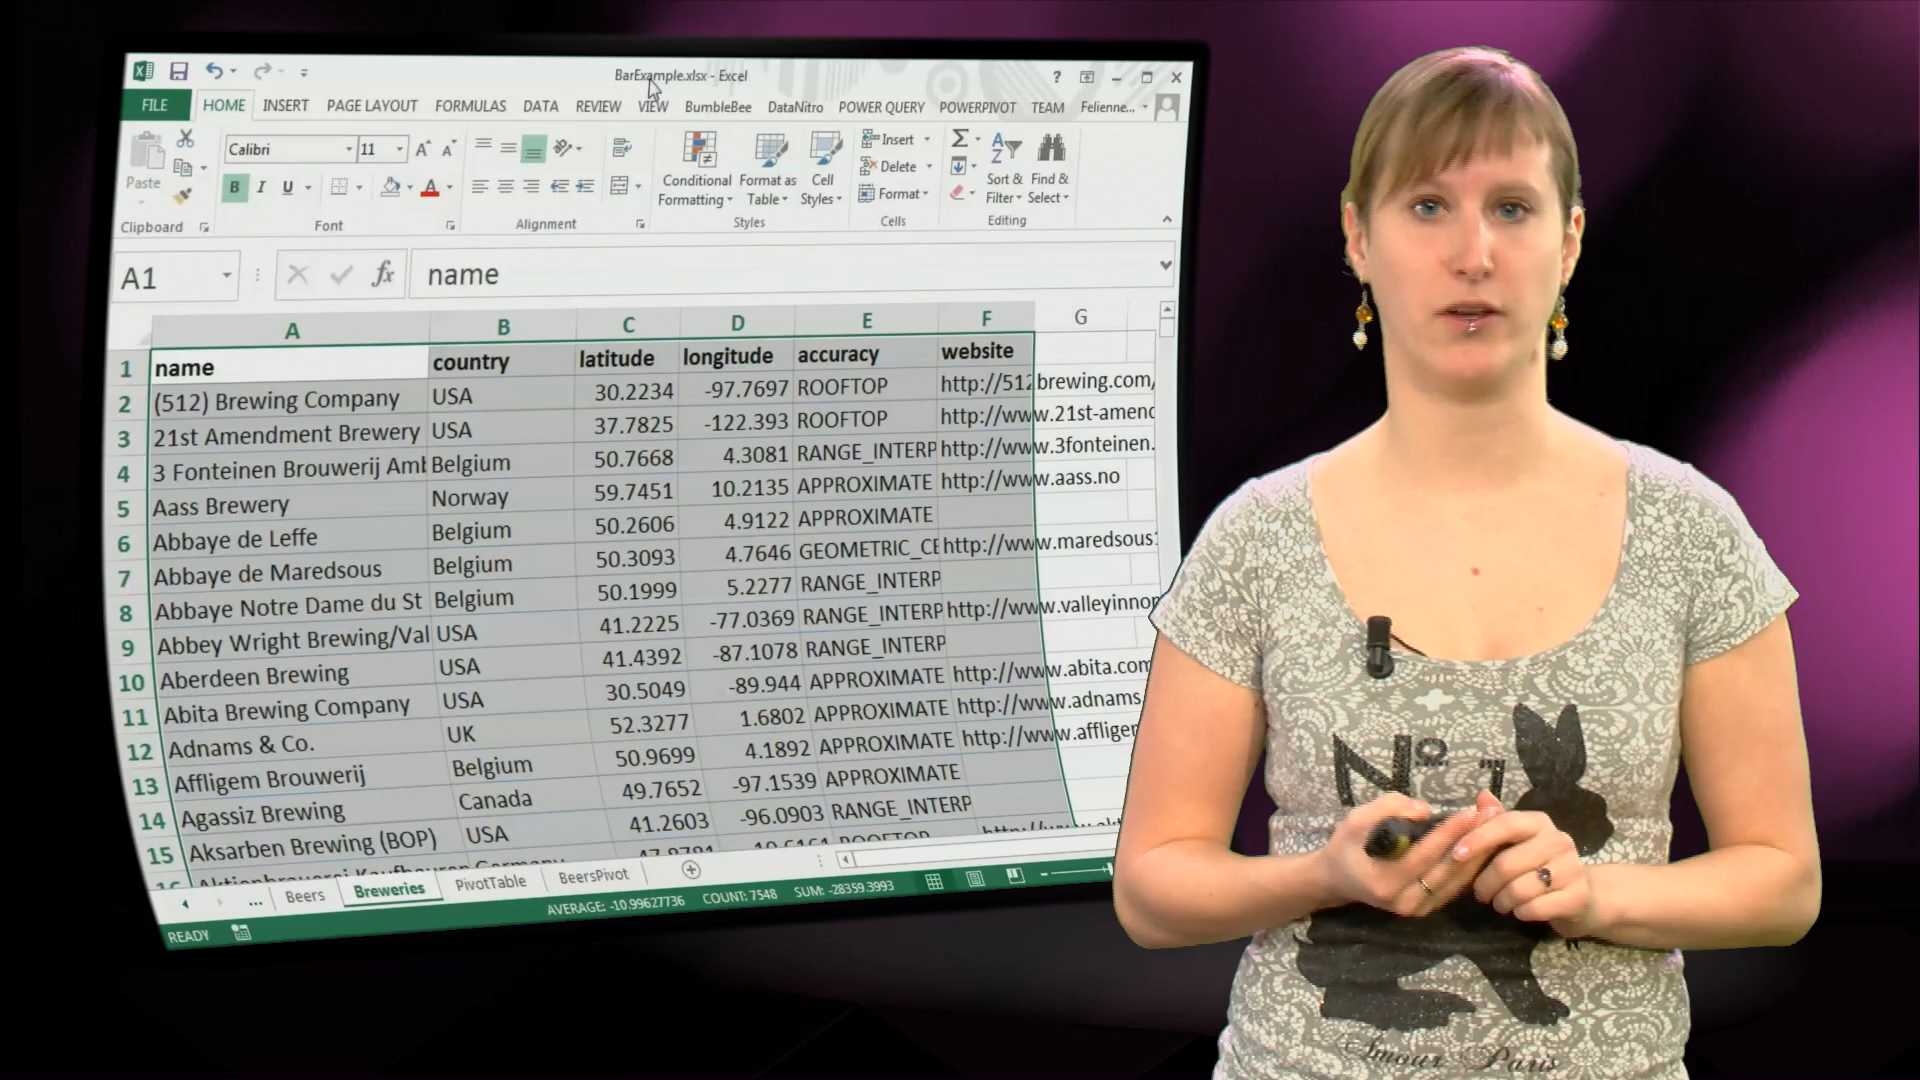 BarExample.xlsx - Excel
FILE HOME INSERT PAGE LAYOUT FORMULAS DATA REVIEW VIEW BumbleBee DataNitro POWER QUERY POWERPIVOT TEAM Felienne...
Calibri 11
Paste
Conditional Formatting
Format as Table
Cell Styles
Insert
Delete
Format
Sort & Filter
Find & Select
Clipboard Font Alignment Styles Cells Editing
A1 fx name
A B C D E F G
1 name country latitude longitude accuracy website
2 (512) Brewing Company USA 30.2234 -97.7697 ROOFTOP http://512brewing.com/
3 21st Amendment Brewery USA 37.7825 -122.393 ROOFTOP http://www.21st-amend
4 3 Fonteinen Brouwerij Amb Belgium 50.7668 4.3081 RANGE_INTERP http://www.3fonteinen.
5 Aass Brewery Norway 59.7451 10.2135 APPROXIMATE http://www.aass.no
6 Abbaye de Leffe Belgium 50.2606 4.9122 APPROXIMATE
7 Abbaye de Maredsous Belgium 50.3093 4.7646 GEOMETRIC_CE http://www.maredsous
8 Abbaye Notre Dame du St Belgium 50.1999 5.2277 RANGE_INTERP
9 Abbey Wright Brewing/Val USA 41.2225 -77.0369 RANGE_INTERP http://www.valleyinnop
10 Aberdeen Brewing USA 41.4392 -87.1078 RANGE_INTERP
11 Abita Brewing Company USA 30.5049 -89.944 APPROXIMATE http://www.abita.com
12 Adnams & Co. UK 52.3277 1.6802 APPROXIMATE http://www.adnams.
13 Affligem Brouwerij Belgium 50.9699 4.1892 APPROXIMATE http://www.affliger
14 Agassiz Brewing Canada 49.7652 -97.1539 APPROXIMATE
15 Aksarben Brewing (BOP) USA 41.2603 -96.0903 RANGE_INTERP
... Beers Breweries PivotTable BeersPivot
READY AVERAGE: -10.99627736 COUNT: 7548 SUM: -28359.3993
No. 1
Amour Paris